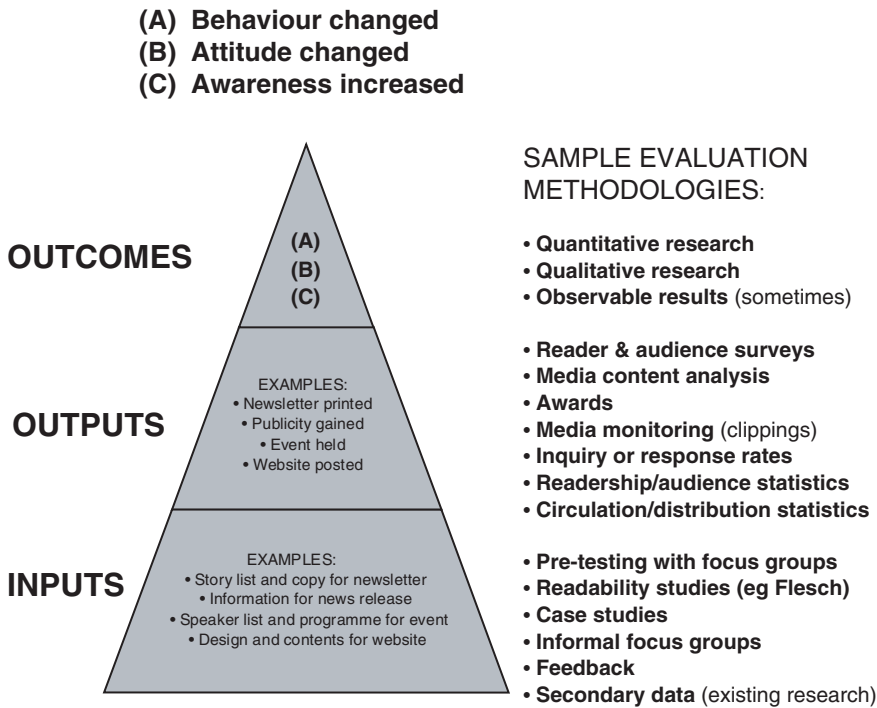 (A) Behaviour changed
(B) Attitude changed
(C) Awareness increased
SAMPLE EVALUATION
METHODOLOGIES:
OUTCOMES
(A)
(B)
(C)
• Quantitative research
• Qualitative research
• Observable results (sometimes)
OUTPUTS
EXAMPLES:
• Newsletter printed
• Publicity gained
• Event held
• Website posted
• Reader & audience surveys
• Media content analysis
• Awards
• Media monitoring (clippings)
• Inquiry or response rates
• Readership/audience statistics
• Circulation/distribution statistics
INPUTS
EXAMPLES:
• Story list and copy for newsletter
• Information for news release
• Speaker list and programme for event
• Design and contents for website
• Pre-testing with focus groups
• Readability studies (eg Flesch)
• Case studies
• Informal focus groups
• Feedback
• Secondary data (existing research)